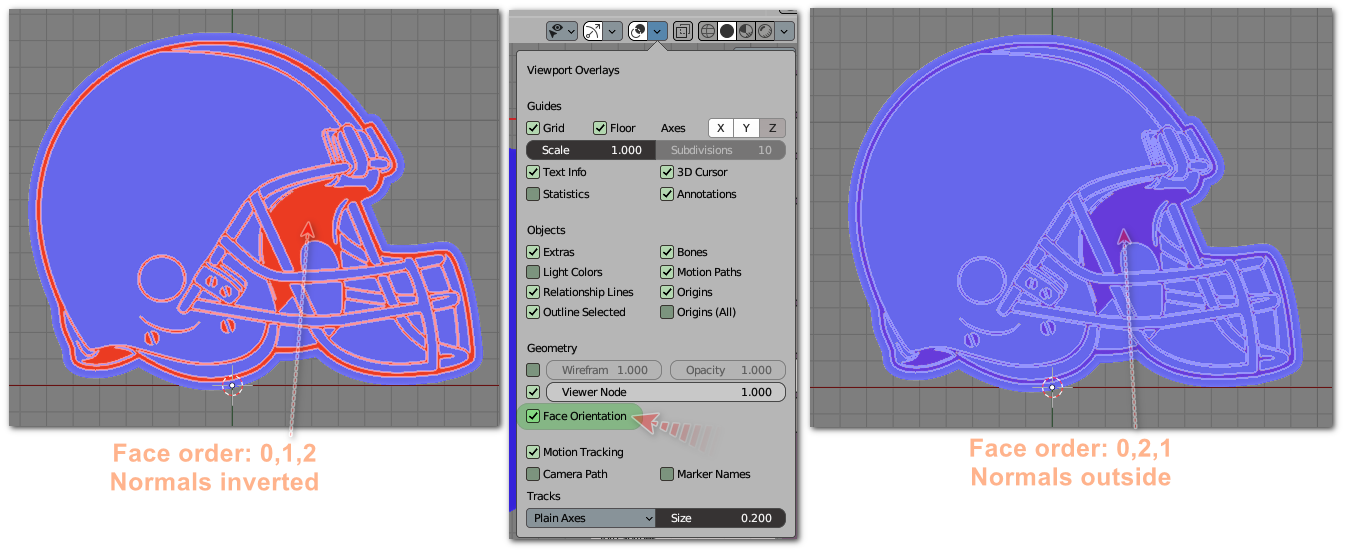 Viewport Overlays
Guides
Grid Floor Axes X Y Z
Scale 1.000 Subdivisions 10
Text Info 3D Cursor
Statistics Annotations
Objects
Extras Bones
Light Colors Motion Paths
Relationship Lines Origins
Outline Selected Origins (All)
Geometry
Wirefram 1.000 Opacity 1.000
Viewer Node 1.000
Face Orientation
Motion Tracking
Camera Path Marker Names
Tracks
Plain Axes Size 0.200
Face order: 0,1,2
Normals inverted
Face order: 0,2,1
Normals outside